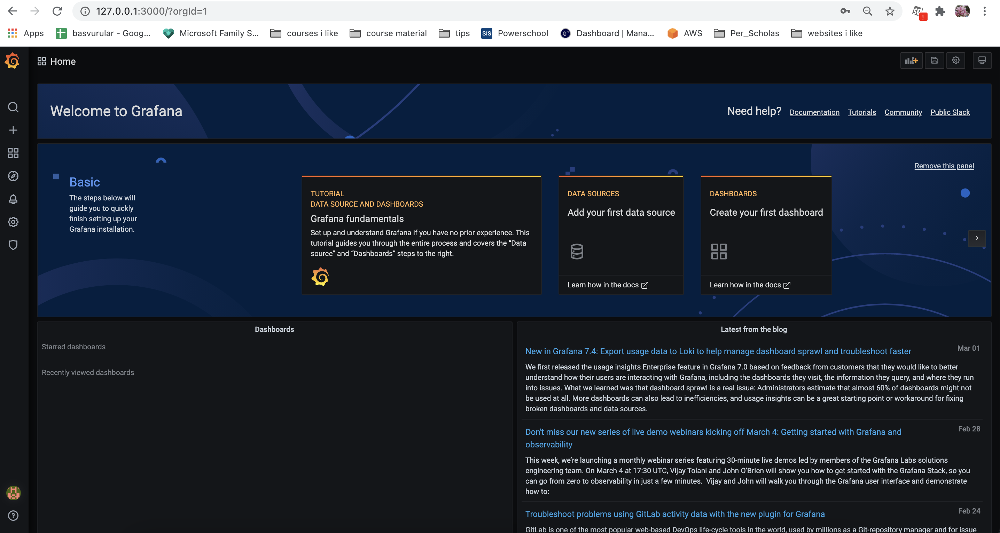 127.0.0.1:3000/?orgId=1
Apps
basvurular - Goog...
Microsoft Family S...
courses i like
course material
tips
SIS
Powerschool
Dashboard | Mana...
AWS
Per_Scholas
websites i like
Home
Welcome to Grafana
Need help?
Documentation
Tutorials
Community
Public Slack
Remove this panel
Basic
The steps below will
guide you to quickly
finish setting up your
Grafana installation.
TUTORIAL
DATA SOURCE AND DASHBOARDS
Grafana fundamentals
Set up and understand Grafana if you have no prior experience. This
tutorial guides you through the entire process and covers the “Data
source” and “Dashboards” steps to the right.
DATA SOURCES
Add your first data source
Learn how in the docs
DASHBOARDS
Create your first dashboard
Learn how in the docs
Dashboards
Starred dashboards
Recently viewed dashboards
Latest from the blog
New in Grafana 7.4: Export usage data to Loki to help manage dashboard sprawl and troubleshoot faster
Mar 01
We first released the usage insights Enterprise feature in Grafana 7.0 based on feedback from customers that they would like to better
understand how their users are interacting with Grafana, including the dashboards they visit, the information they query, and where they run
into issues. What we learned was that dashboard sprawl is a real issue: Administrators estimate that almost 60% of dashboards might not
be used at all. More dashboards can also lead to inefficiencies, and usage insights can be a great starting point or workaround for fixing
broken dashboards and data sources.
Don't miss our new series of live demo webinars kicking off March 4: Getting started with Grafana and
observability
Feb 28
This week, we’re launching a monthly webinar series featuring 30-minute live demos led by members of the Grafana Labs solutions
engineering team. On March 4 at 17:30 UTC, Vijay Tolani and John O’Brien will show you how to get started with the Grafana Stack, so you
can go from zero to observability in just a few minutes.  Vijay and John will walk you through the Grafana user interface and demonstrate
how to:
Troubleshoot problems using GitLab activity data with the new plugin for Grafana
Feb 24
GitLab is one of the most popular web-based DevOps life-cycle tools in the world, used by millions as a Git-repository manager and for issue